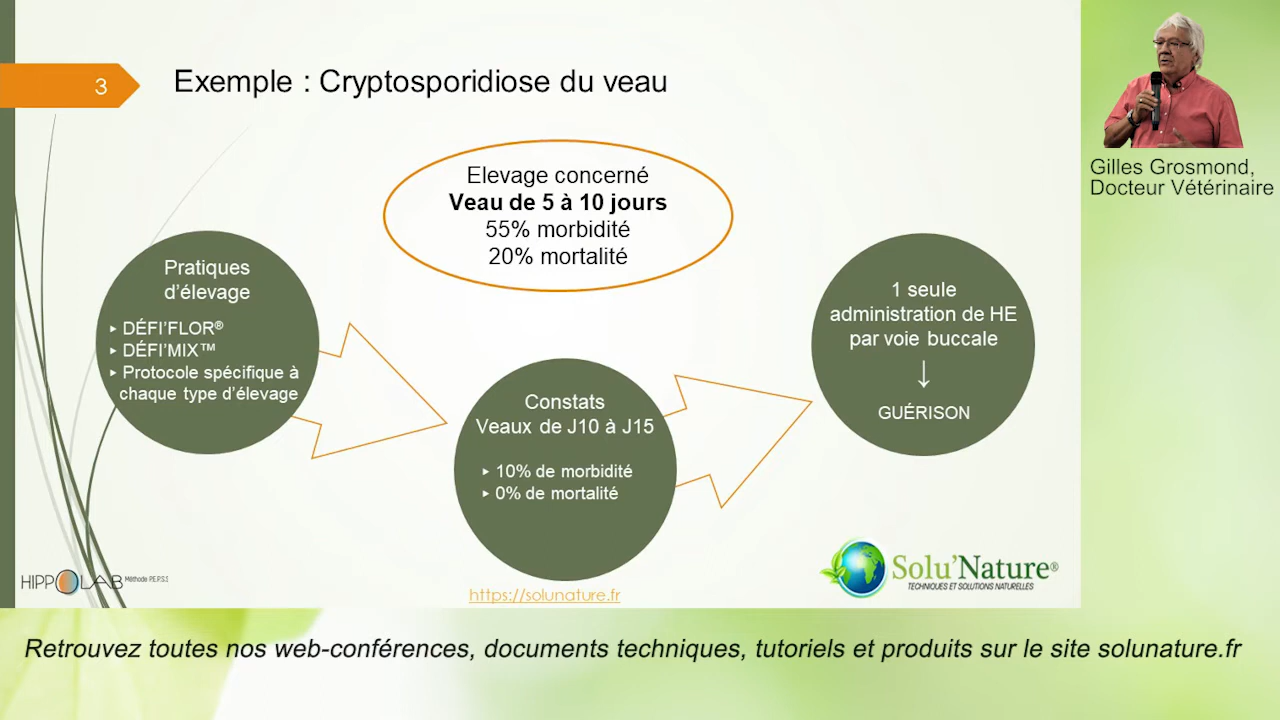 3
Exemple : Cryptosporidiose du veau
Elevage concerné
Veau de 5 à 10 jours
55% morbidité
20% mortalité
Pratiques
d'élevage
▸ DÉFI'FLOR®
▸ DÉFI'MIX™
▸ Protocole spécifique à
chaque type d'élevage
Constats
Veaux de J10 à J15
▸ 10% de morbidité
▸ 0% de mortalité
1 seule
administration de HE
par voie buccale
↓
GUÉRISON
HIPPOLAB Méthode P.E.P.S.S
https://solunature.fr
Solu'Nature®
TECHNIQUES ET SOLUTIONS NATURELLES
Gilles Grosmond,
Docteur Vétérinaire
Retrouvez toutes nos web-conférences, documents techniques, tutoriels et produits sur le site solunature.fr